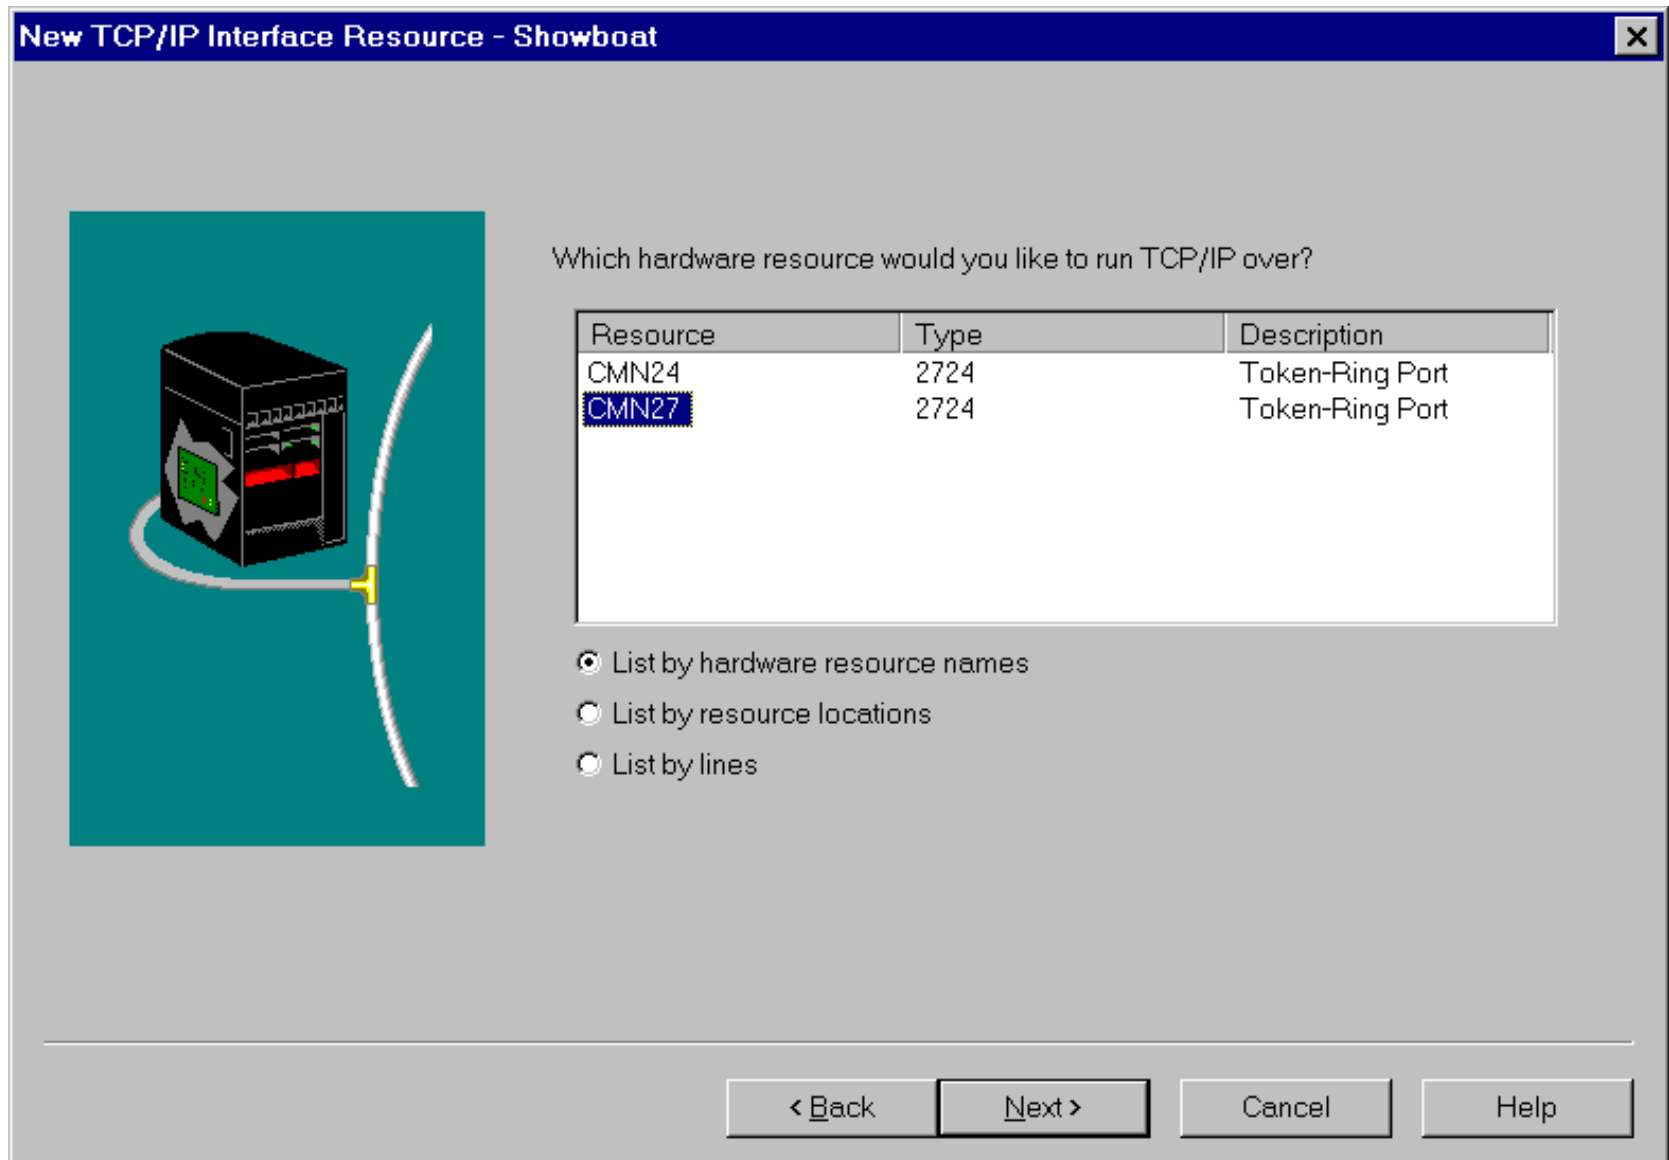 New TCP/IP Interface Resource - Showboat
Which hardware resource would you like to run TCP/IP over?
Resource Type Description
CMN24 2724 Token-Ring Port
CMN27 2724 Token-Ring Port
List by hardware resource names
List by resource locations
List by lines
< Back Next > Cancel Help